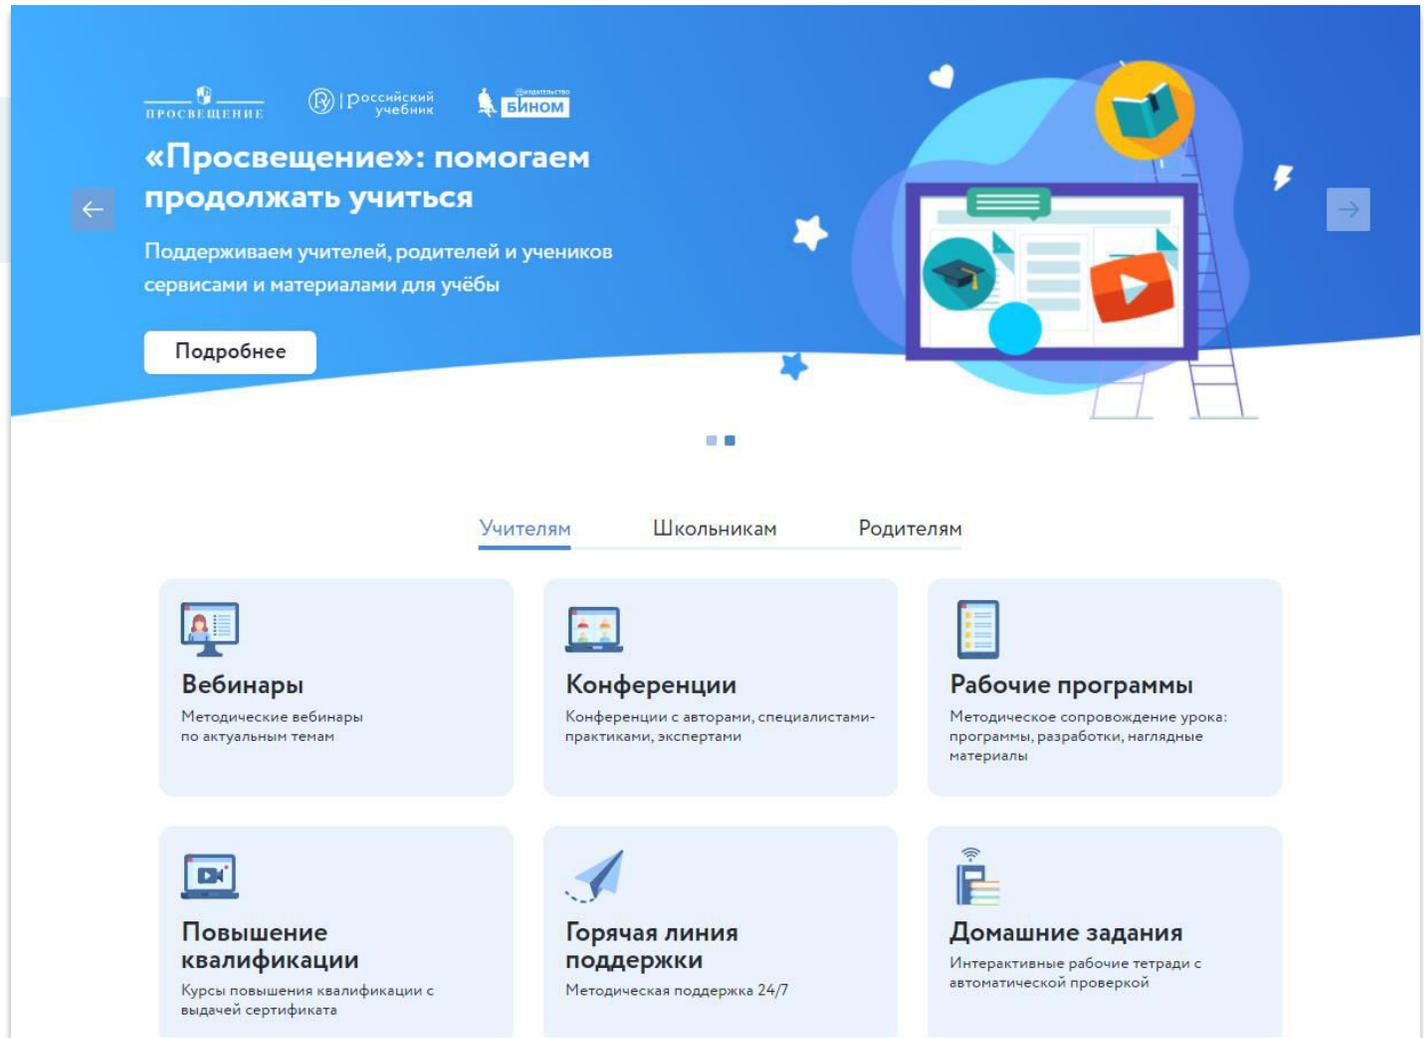 ПРОСВЕЩЕНИЕ
российский
учебник
издательство
БИНОМ
«Просвещение»: помогаем
продолжать учиться
Поддерживаем учителей, родителей и учеников
сервисами и материалами для учёбы
Подробнее
Учителям
Школьникам
Родителям
Вебинары
Методические вебинары
по актуальным темам
Конференции
Конференции с авторами, специалистами-
практиками, экспертами
Рабочие программы
Методическое сопровождение урока:
программы, разработки, наглядные
материалы
Повышение
квалификации
Курсы повышения квалификации с
выдачей сертификата
Горячая линия
поддержки
Методическая поддержка 24/7
Домашние задания
Интерактивные рабочие тетради с
автоматической проверкой